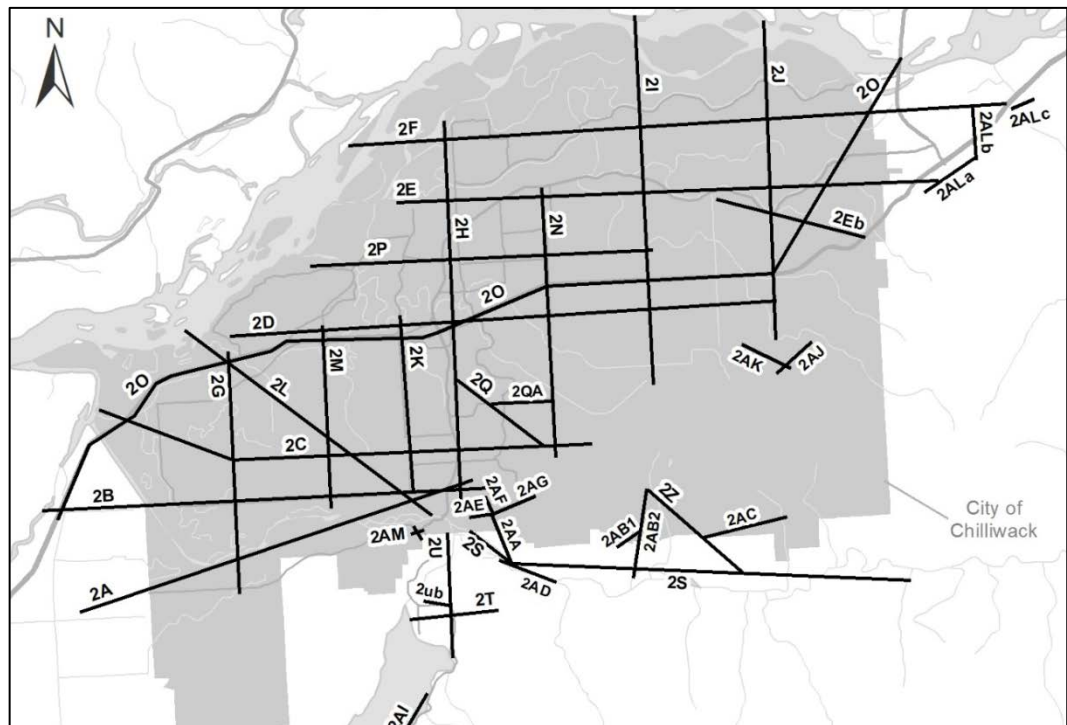 N
2I
2J
2O
2F
2ALc
2ALb
2E
2ALa
2H
2N
2Eb
2P
2O
2D
2K
2M
2AK
2AJ
2O
2G
2L
2Q
2QA
2C
2B
2AF
2AG
2AE
2Z
2AC
City of
Chilliwack
2AM
2U
2S
2AA
2AB1
2AB2
2A
2ub
2T
2AD
2S
2AI